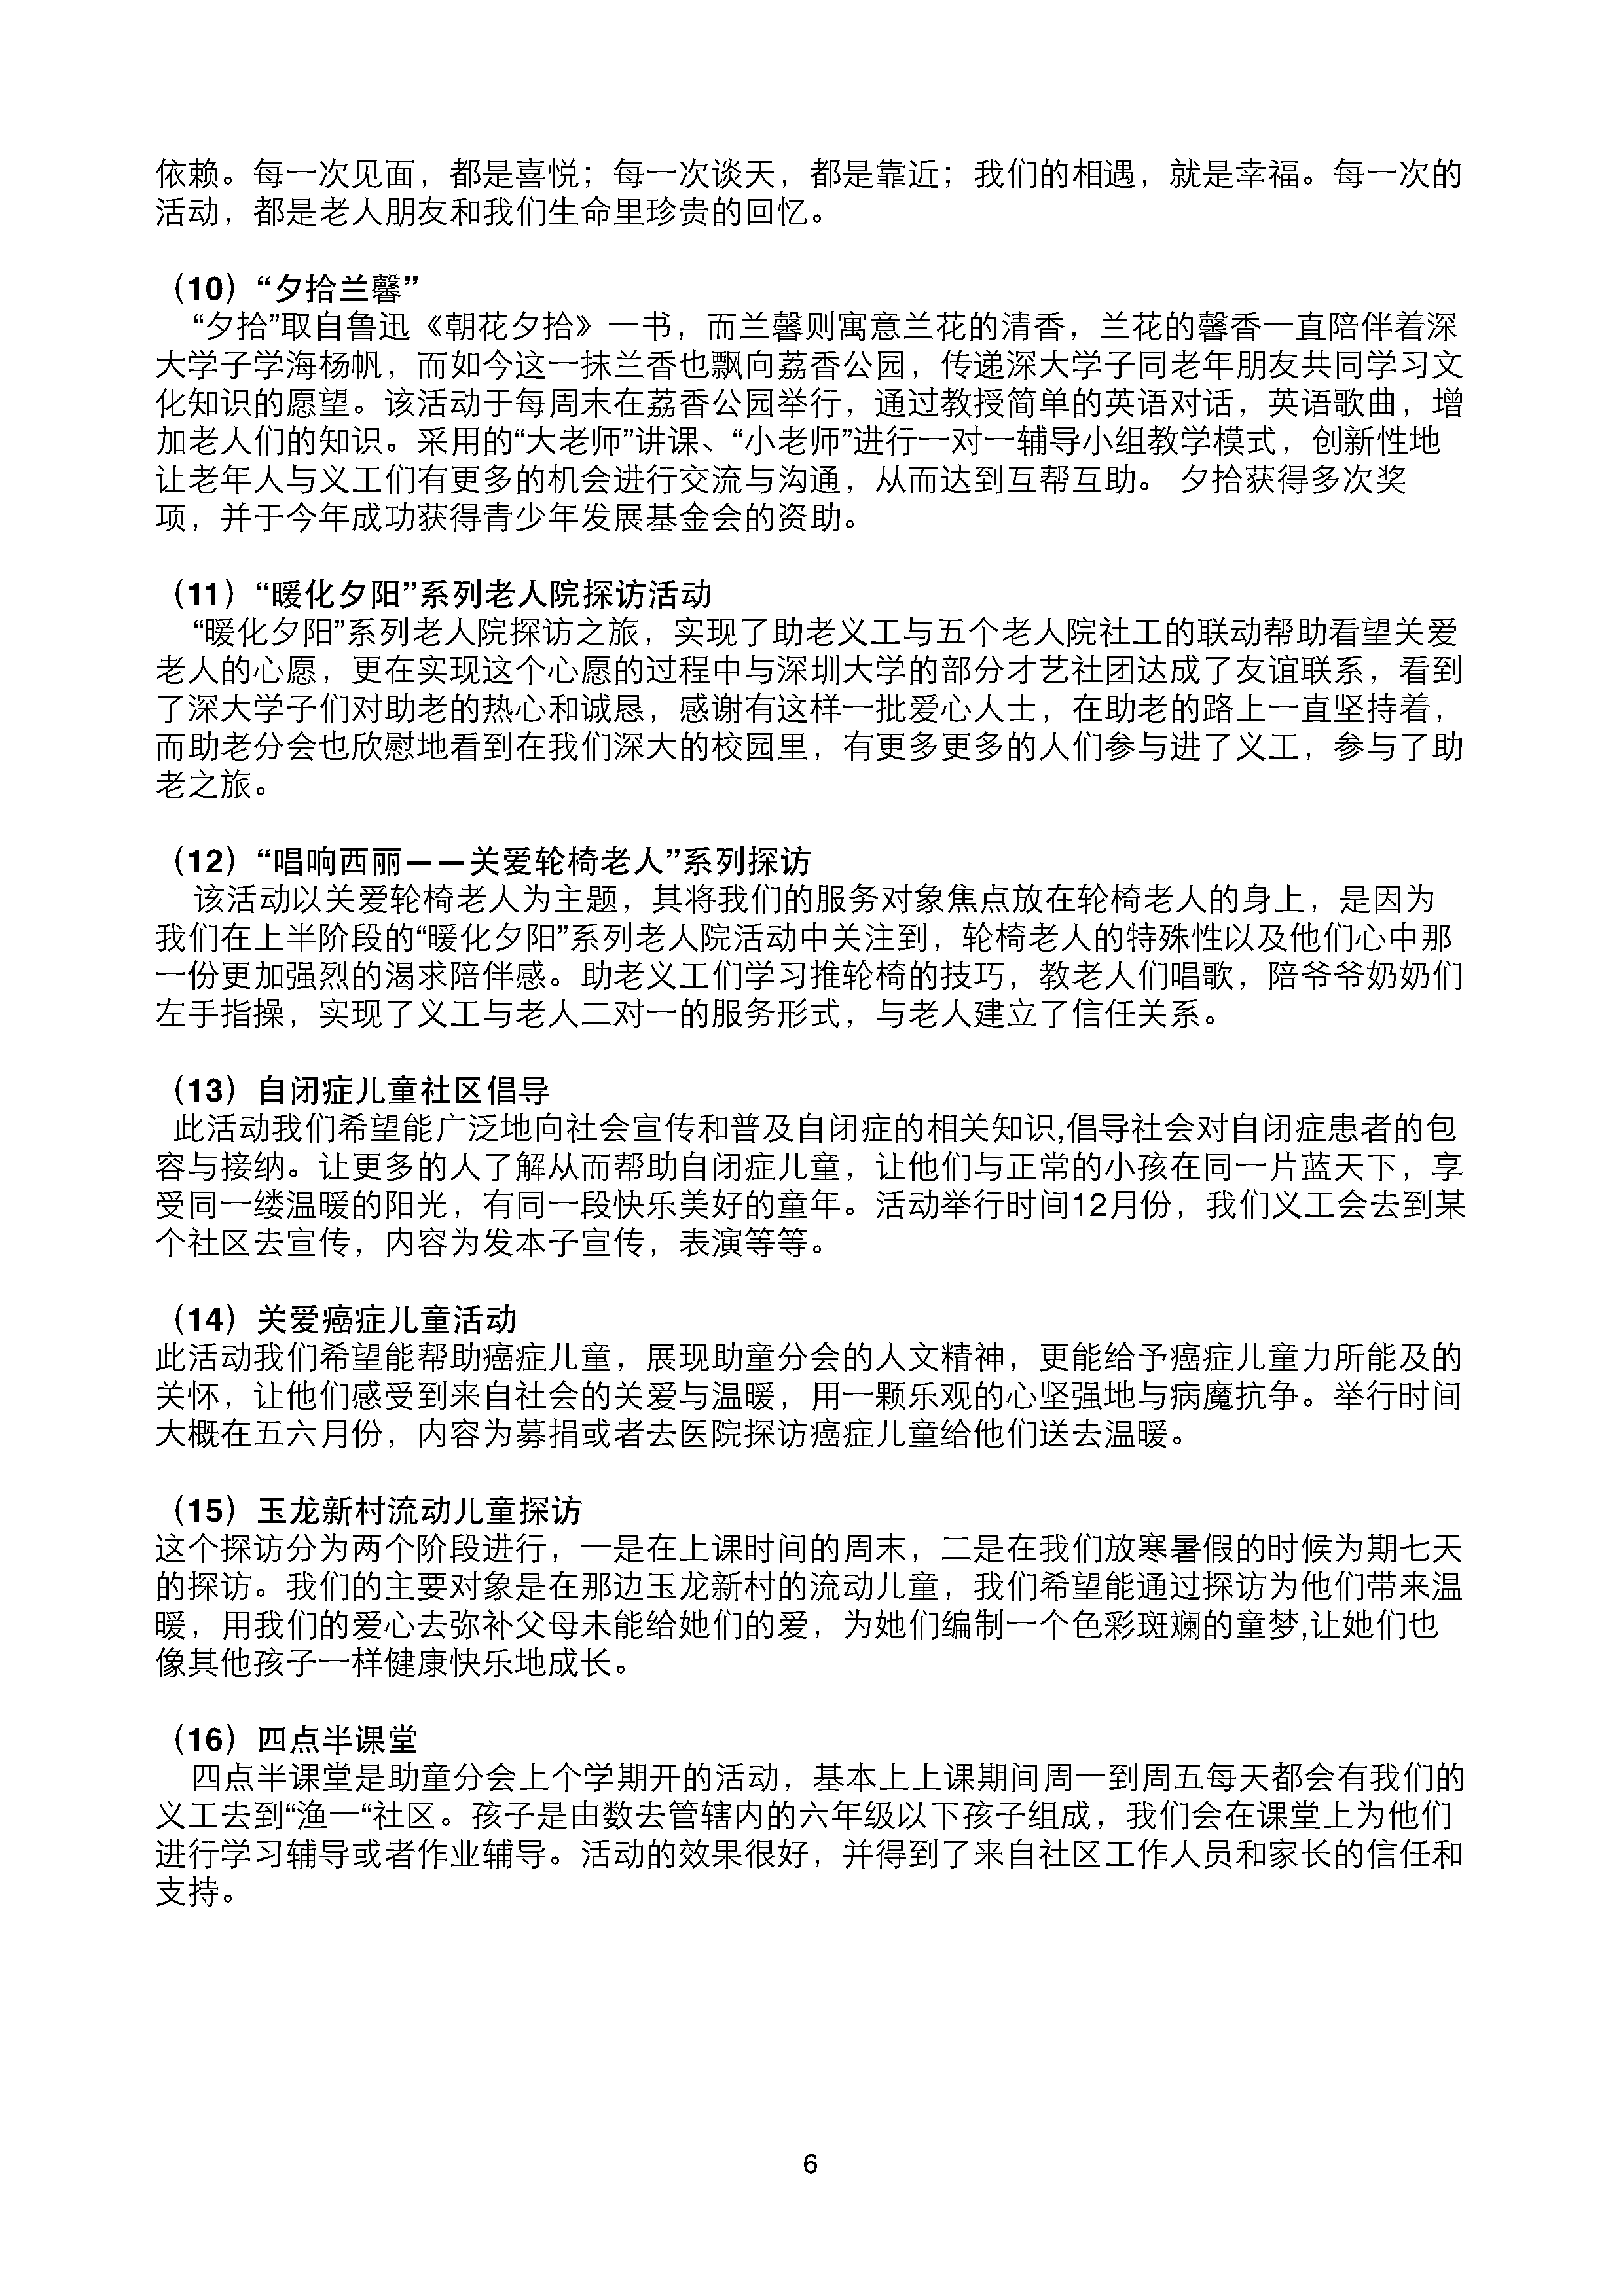 依赖。每一次见面，都是喜悦；每一次谈天，都是靠近；我们的相遇，就是幸福。每一次的
活动，都是老人朋友和我们生命里珍贵的回忆。
（10）“夕拾兰馨”
“夕拾”取自鲁迅《朝花夕拾》一书，而兰馨则寓意兰花的清香，兰花的馨香一直陪伴着深
大学子学海杨帆，而如今这一抹兰香也飘向荔香公园，传递深大学子同老年朋友共同学习文
化知识的愿望。该活动于每周末在荔香公园举行，通过教授简单的英语对话，英语歌曲，增
加老人们的知识。采用的“大老师”讲课、“小老师”进行一对一辅导小组教学模式，创新性地
让老年人与义工们有更多的机会进行交流与沟通，从而达到互帮互助。 夕拾获得多次奖
项，并于今年成功获得青少年发展基金会的资助。
（11）“暖化夕阳”系列老人院探访活动
“暖化夕阳”系列老人院探访之旅，实现了助老义工与五个老人院社工的联动帮助看望关爱
老人的心愿，更在实现这个心愿的过程中与深圳大学的部分才艺社团达成了友谊联系，看到
了深大学子们对助老的热心和诚恳，感谢有这样一批爱心人士，在助老的路上一直坚持着，
而助老分会也欣慰地看到在我们深大的校园里，有更多更多的人们参与进了义工，参与了助
老之旅。
（12）“唱响西丽——关爱轮椅老人”系列探访
该活动以关爱轮椅老人为主题，其将我们的服务对象焦点放在轮椅老人的身上，是因为
我们在上半阶段的“暖化夕阳”系列老人院活动中关注到，轮椅老人的特殊性以及他们心中那
一份更加强烈的渴求陪伴感。助老义工们学习推轮椅的技巧，教老人们唱歌，陪爷爷奶奶们
左手指操，实现了义工与老人二对一的服务形式，与老人建立了信任关系。
（13）自闭症儿童社区倡导
此活动我们希望能广泛地向社会宣传和普及自闭症的相关知识,倡导社会对自闭症患者的包
容与接纳。让更多的人了解从而帮助自闭症儿童，让他们与正常的小孩在同一片蓝天下，享
受同一缕温暖的阳光，有同一段快乐美好的童年。活动举行时间12月份，我们义工会去到某
个社区去宣传，内容为发本子宣传，表演等等。
（14）关爱癌症儿童活动
此活动我们希望能帮助癌症儿童，展现助童分会的人文精神，更能给予癌症儿童力所能及的
关怀，让他们感受到来自社会的关爱与温暖，用一颗乐观的心坚强地与病魔抗争。举行时间
大概在五六月份，内容为募捐或者去医院探访癌症儿童给他们送去温暖。
（15）玉龙新村流动儿童探访
这个探访分为两个阶段进行，一是在上课时间的周末，二是在我们放寒暑假的时候为期七天
的探访。我们的主要对象是在那边玉龙新村的流动儿童，我们希望能通过探访为他们带来温
暖，用我们的爱心去弥补父母未能给她们的爱，为她们编制一个色彩斑斓的童梦,让她们也
像其他孩子一样健康快乐地成长。
（16）四点半课堂
四点半课堂是助童分会上个学期开的活动，基本上上课期间周一到周五每天都会有我们的
义工去到“渔一“社区。孩子是由数去管辖内的六年级以下孩子组成，我们会在课堂上为他们
进行学习辅导或者作业辅导。活动的效果很好，并得到了来自社区工作人员和家长的信任和
支持。
6